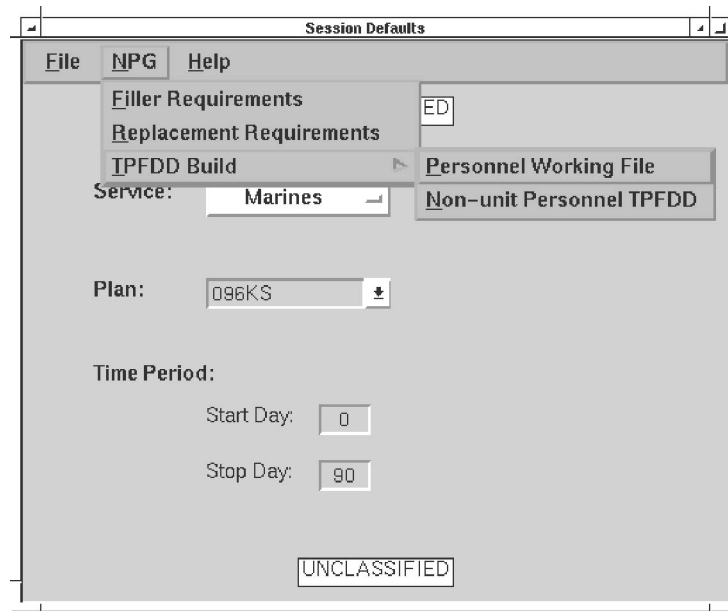 Session Defaults
File NPG Help
Filler Requirements
ED
Replacement Requirements
TPFDD Build
Personnel Working File
Non-unit Personnel TPFDD
Service: Marines
Plan: 096KS
Time Period:
Start Day: 0
Stop Day: 90
UNCLASSIFIED